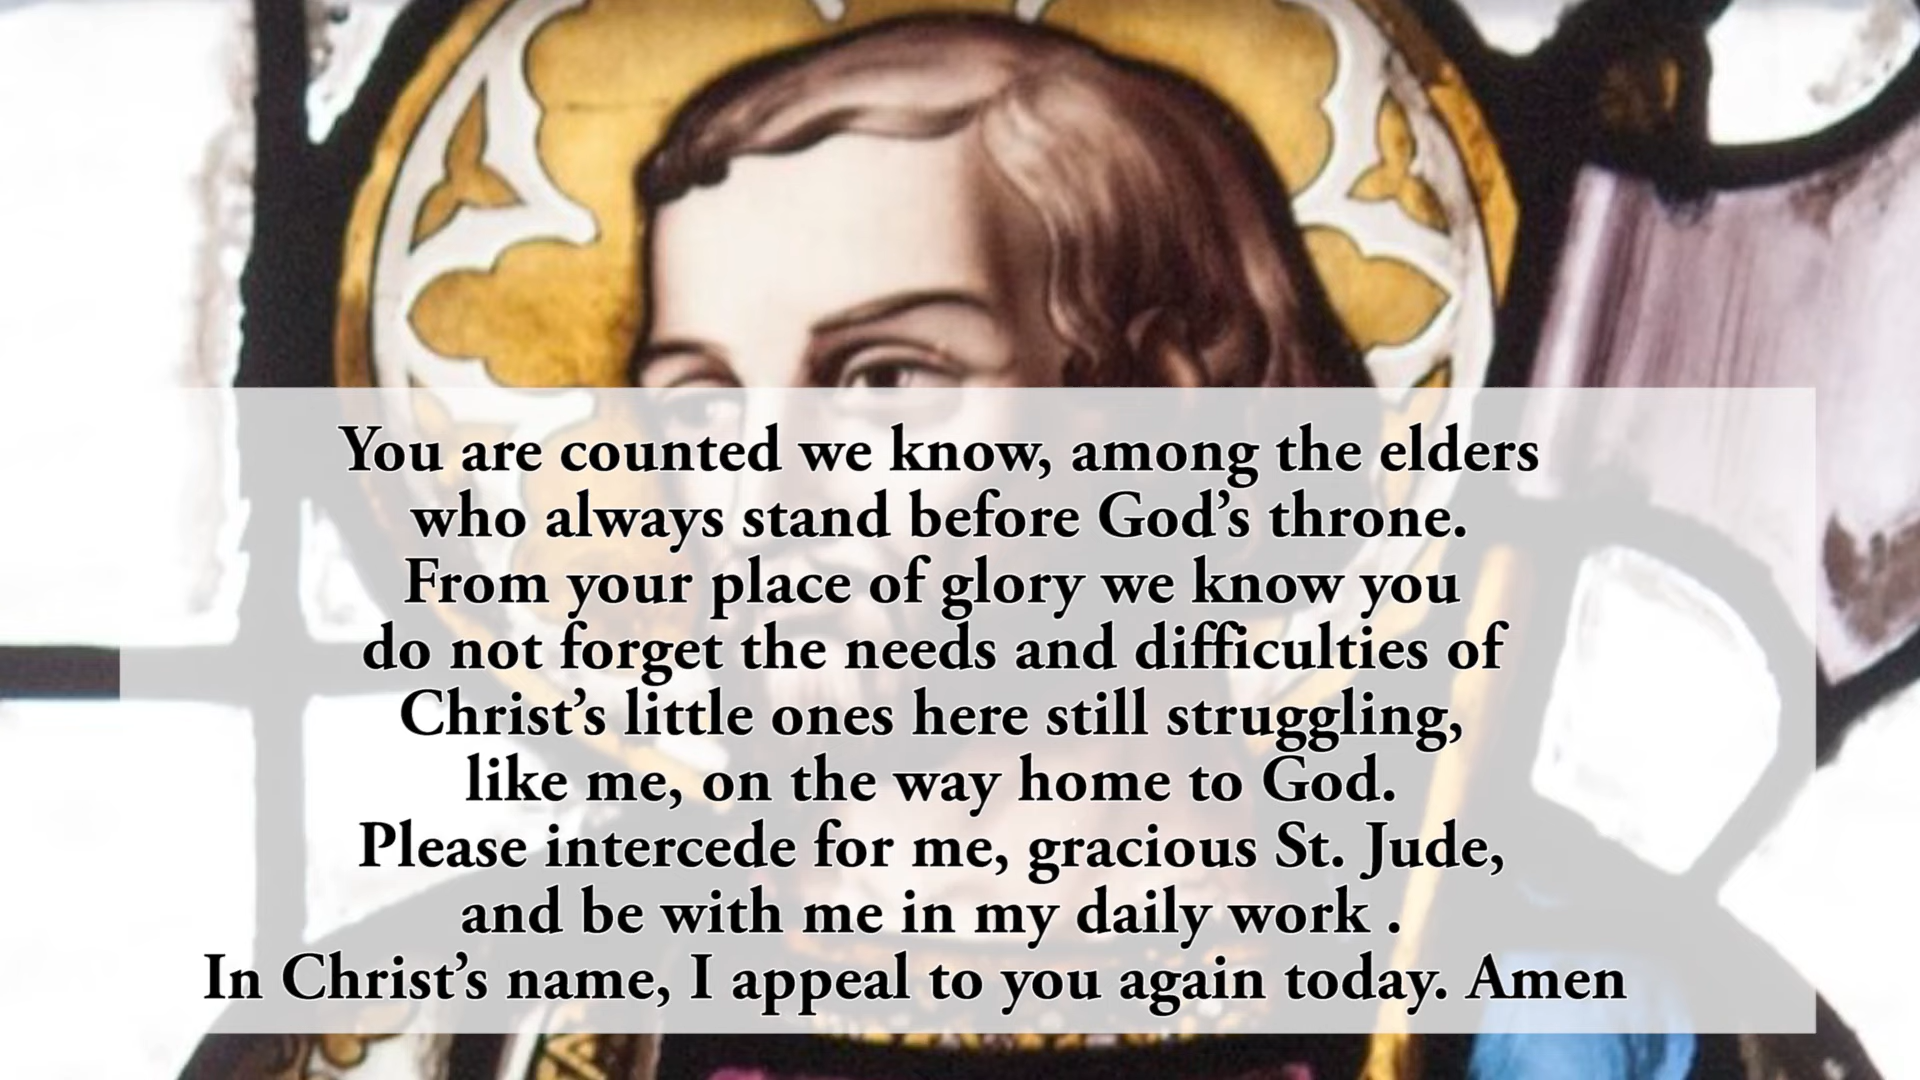 You are counted we know, among the elders
who always stand before God’s throne.
From your place of glory we know you
do not forget the needs and difficulties of
Christ’s little ones here still struggling,
like me, on the way home to God.
Please intercede for me, gracious St. Jude,
and be with me in my daily work .
In Christ’s name, I appeal to you again today. Amen